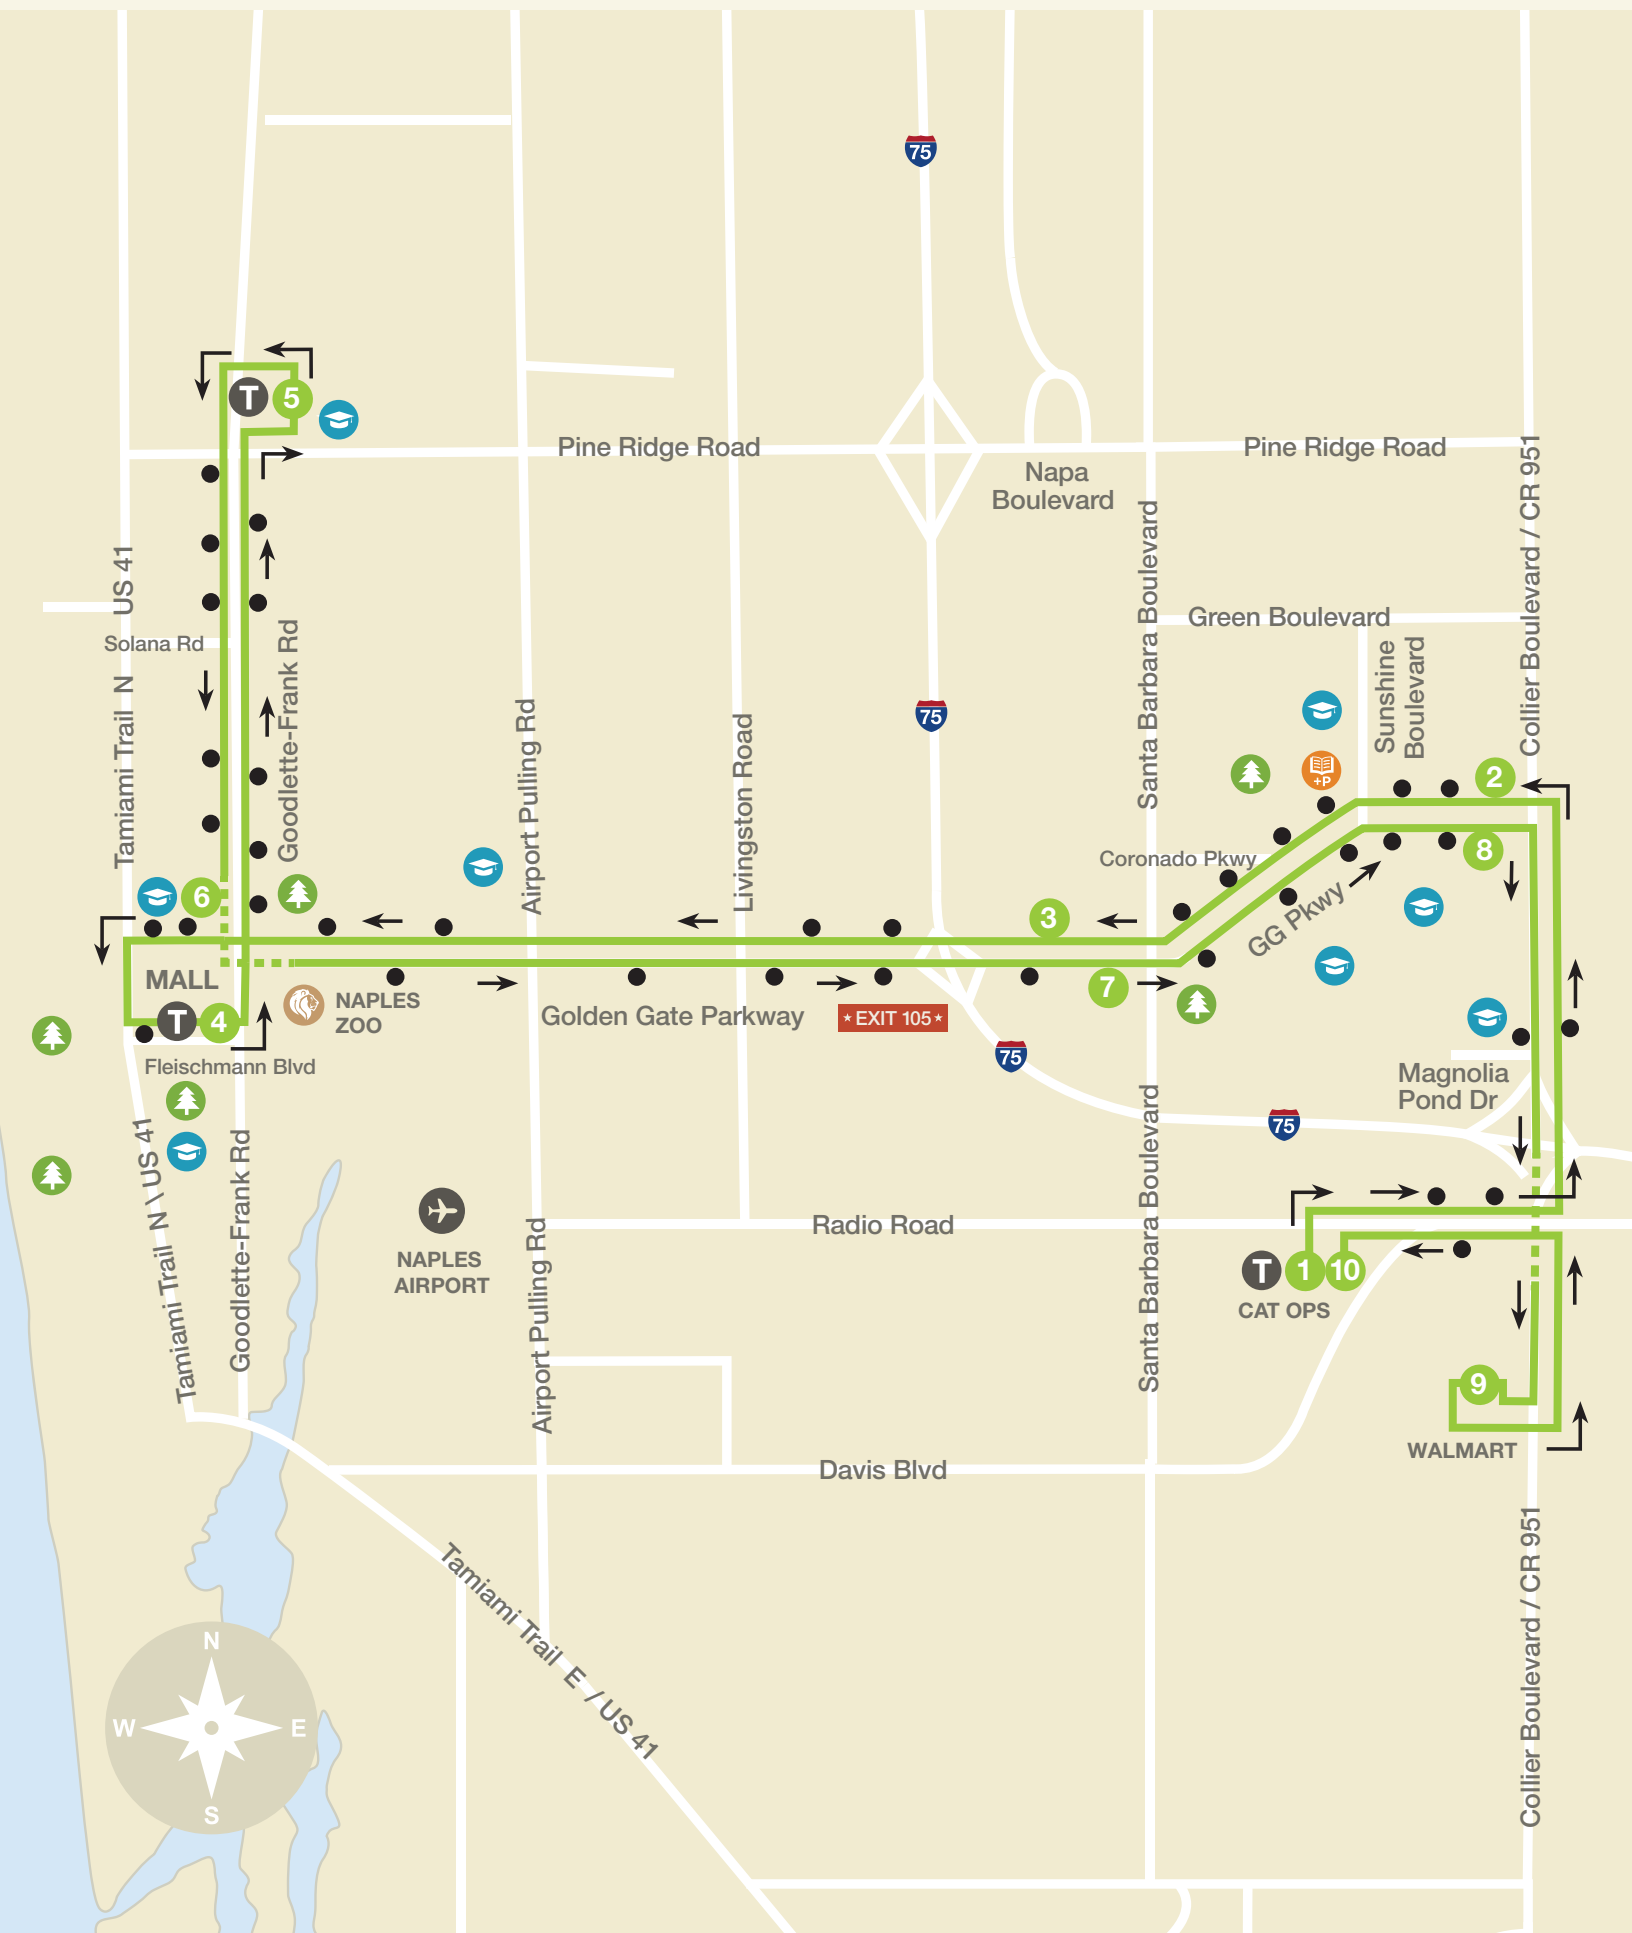 75
T
5
Pine Ridge Road
Pine Ridge Road
Napa
Boulevard
US 41
Solana Rd
Tamiami Trail N
Goodlette-Frank Rd
Airport Pulling Rd
Livingston Road
75
Santa Barbara Boulevard
Green Boulevard
Sunshine
Boulevard
Collier Boulevard / CR 951
+P
2
8
Coronado Pkwy
GG Pkwy
6
3
7
MALL
T
4
NAPLES
ZOO
Golden Gate Parkway
★ EXIT 105 ★
75
Fleischmann Blvd
Magnolia
Pond Dr
75
Tamiami Trail N \ US 41
Goodlette-Frank Rd
NAPLES
AIRPORT
Airport Pulling Rd
Radio Road
Santa Barbara Boulevard
T
1
10
CAT OPS
9
WALMART
Davis Blvd
Tamiami Trail E / US 41
Collier Boulevard / CR 951
N
W
E
S